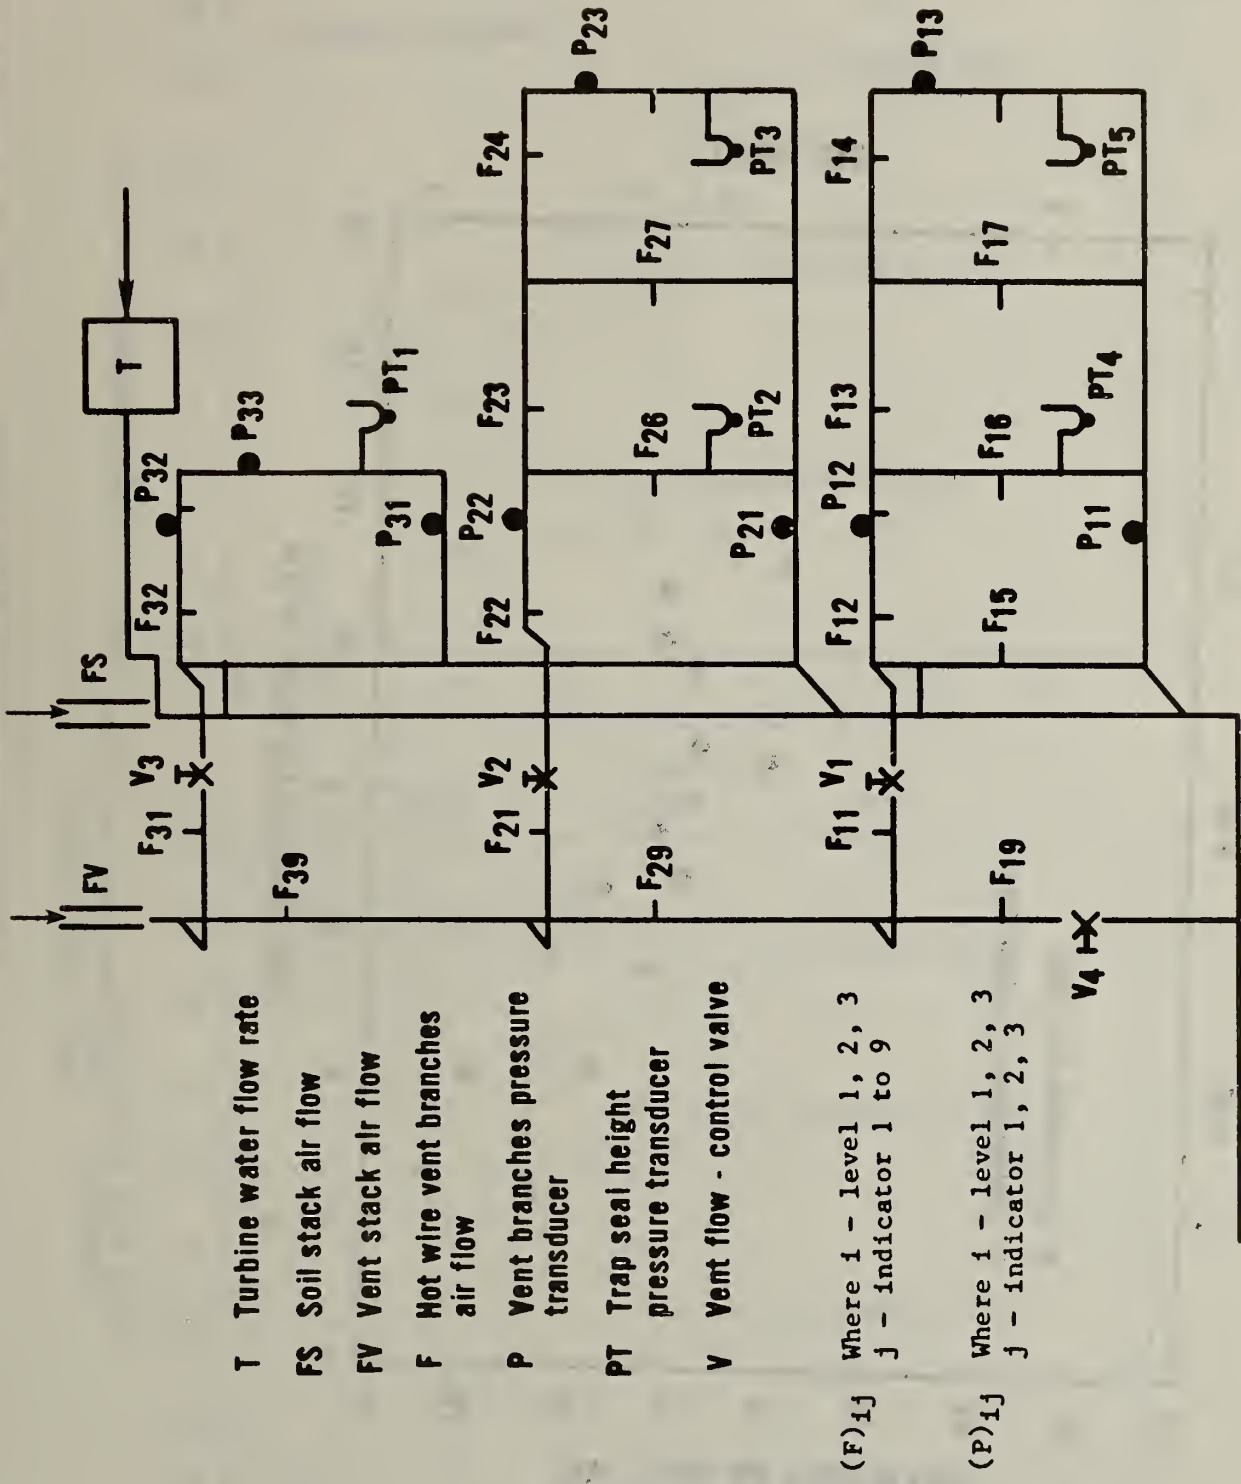 T Turbine water flow rate
FS Soil stack air flow
FV Vent stack air flow
F Hot wire vent branches
air flow
P Vent branches pressure
transducer
PT Trap seal height
pressure transducer
V Vent flow - control valve
(F)ij Where i - level 1, 2, 3
j - indicator 1 to 9
(P)ij Where i - level 1, 2, 3
j - indicator 1, 2, 3
FV
FS
T
F31
V3
F32
P32
F39
P33
P31
PT1
F21
V2
F22
P22
F23
F24
P23
F29
F26
F27
P21
PT2
PT3
F11
V1
F12
P12
F13
F14
P13
F19
F15
F16
F17
V4
P11
PT4
PT5